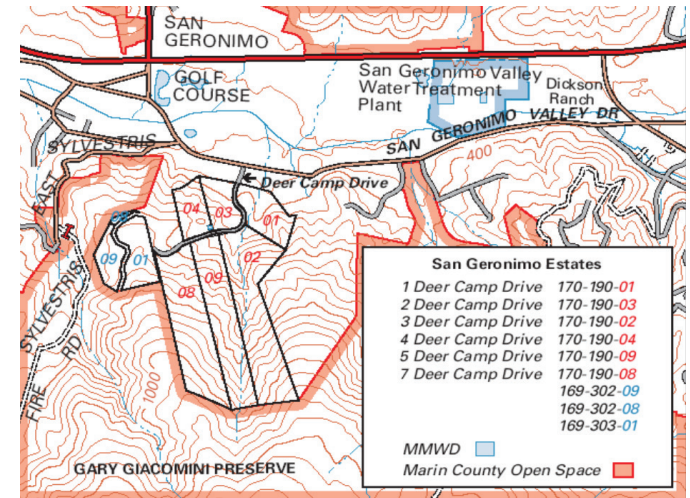 SAN
GERONIMO
GOLF
COURSE
San Geronimo Valley
Water Treatment
Plant
Dickson
Ranch
SAN GERONIMO VALLEY DR
SYLVESTRIS
EAST
400
Deer Camp Drive
04
03
01
08
09
01
02
09
08
SYLVESTRIS
FIRE RD
1000
GARY GIACOMINI PRESERVE
San Geronimo Estates
1 Deer Camp Drive 170-190-01
2 Deer Camp Drive 170-190-03
3 Deer Camp Drive 170-190-02
4 Deer Camp Drive 170-190-04
5 Deer Camp Drive 170-190-09
7 Deer Camp Drive 170-190-08
169-302-09
169-302-08
169-303-01
MMWD
Marin County Open Space